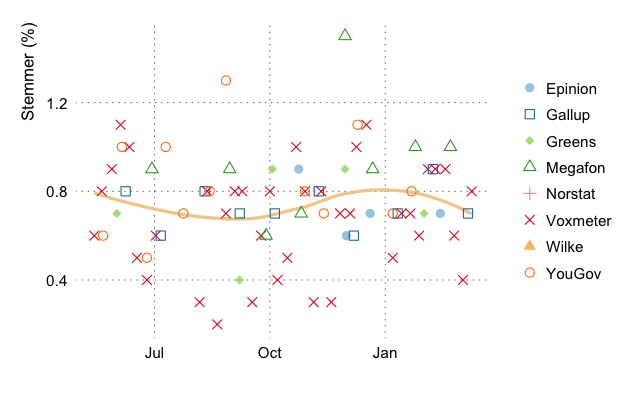 Stemmer (%)
1.2
0.8
0.4
Jul
Oct
Jan
Epinion
Gallup
Greens
Megafon
Norstat
Voxmeter
Wilke
YouGov